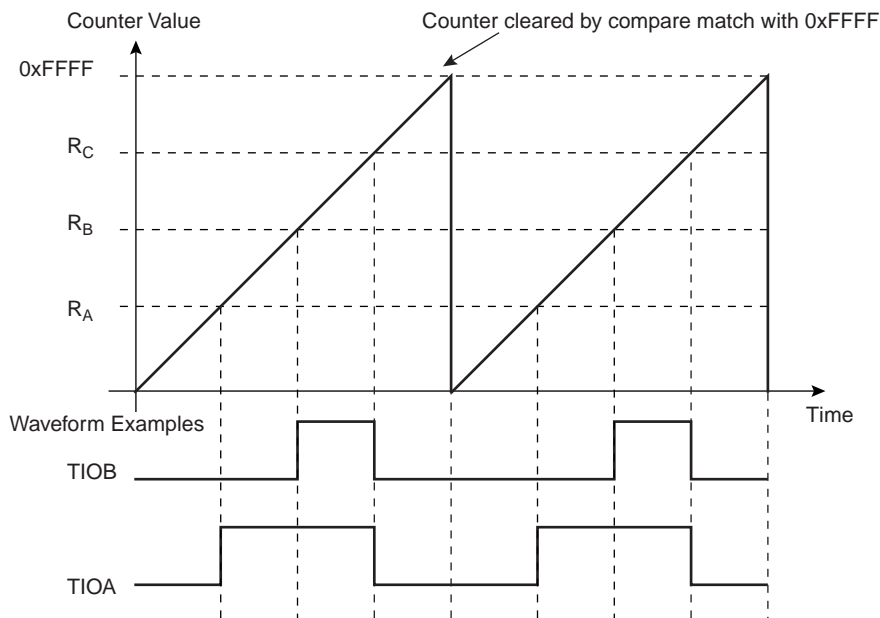 Counter Value
Counter cleared by compare match with 0xFFFF
0xFFFF
RC
RB
RA
Time
Waveform Examples
TIOB
TIOA